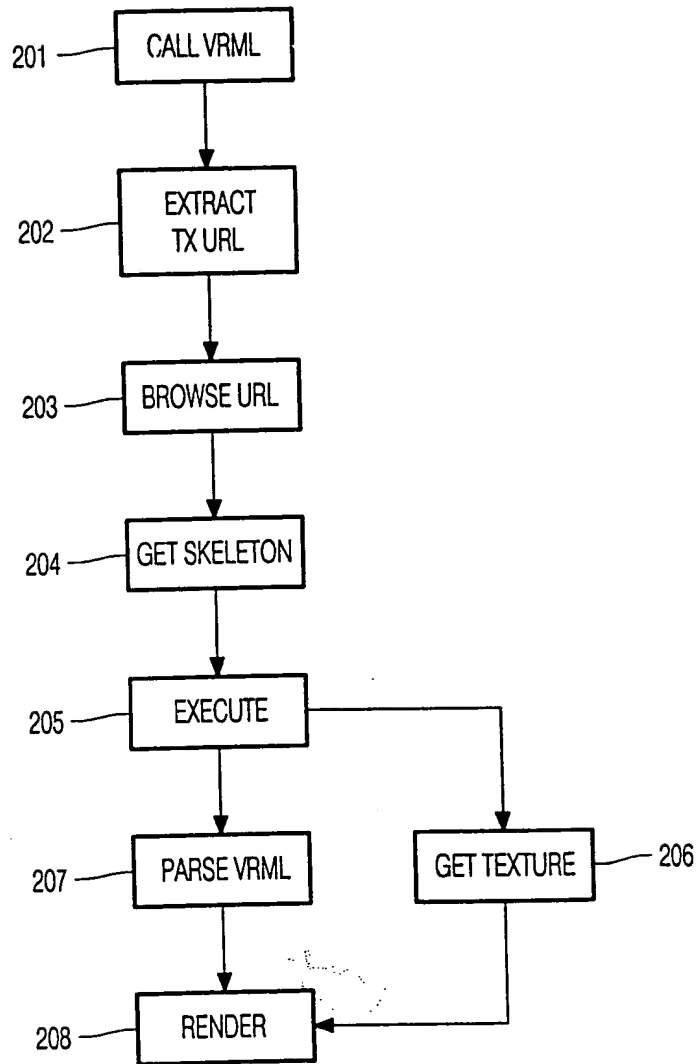 201
CALL VRML
202
EXTRACT
TX URL
203
BROWSE URL
204
GET SKELETON
205
EXECUTE
207
PARSE VRML
GET TEXTURE
206
208
RENDER